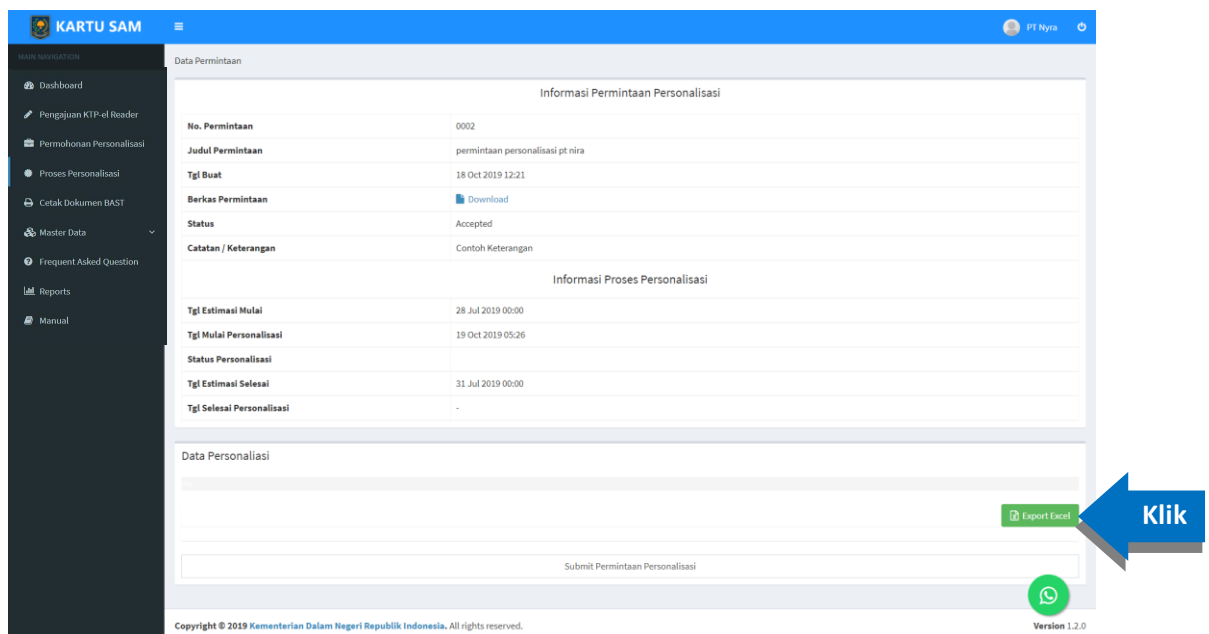 KARTU SAM
PT Nyra
MAIN NAVIGATION
Dashboard
Pengajuan KTP-el Reader
Permohonan Personalisasi
Proses Personalisasi
Cetak Dokumen BAST
Master Data
Frequent Asked Question
Reports
Manual
Data Permintaan
Informasi Permintaan Personalisasi
No. Permintaan 0002
Judul Permintaan permintaan personalisasi pt nira
Tgl Buat 18 Oct 2019 12:21
Berkas Permintaan Download
Status Accepted
Catatan / Keterangan Contoh Keterangan
Informasi Proses Personalisasi
Tgl Estimasi Mulai 28 Jul 2019 00:00
Tgl Mulai Personalisasi 19 Oct 2019 05:26
Status Personalisasi
Tgl Estimasi Selesai 31 Jul 2019 00:00
Tgl Selesai Personalisasi -
Data Personaliasi
Export Excel
Klik
Submit Permintaan Personalisasi
Copyright © 2019 Kementerian Dalam Negeri Republik Indonesia. All rights reserved. Version 1.2.0